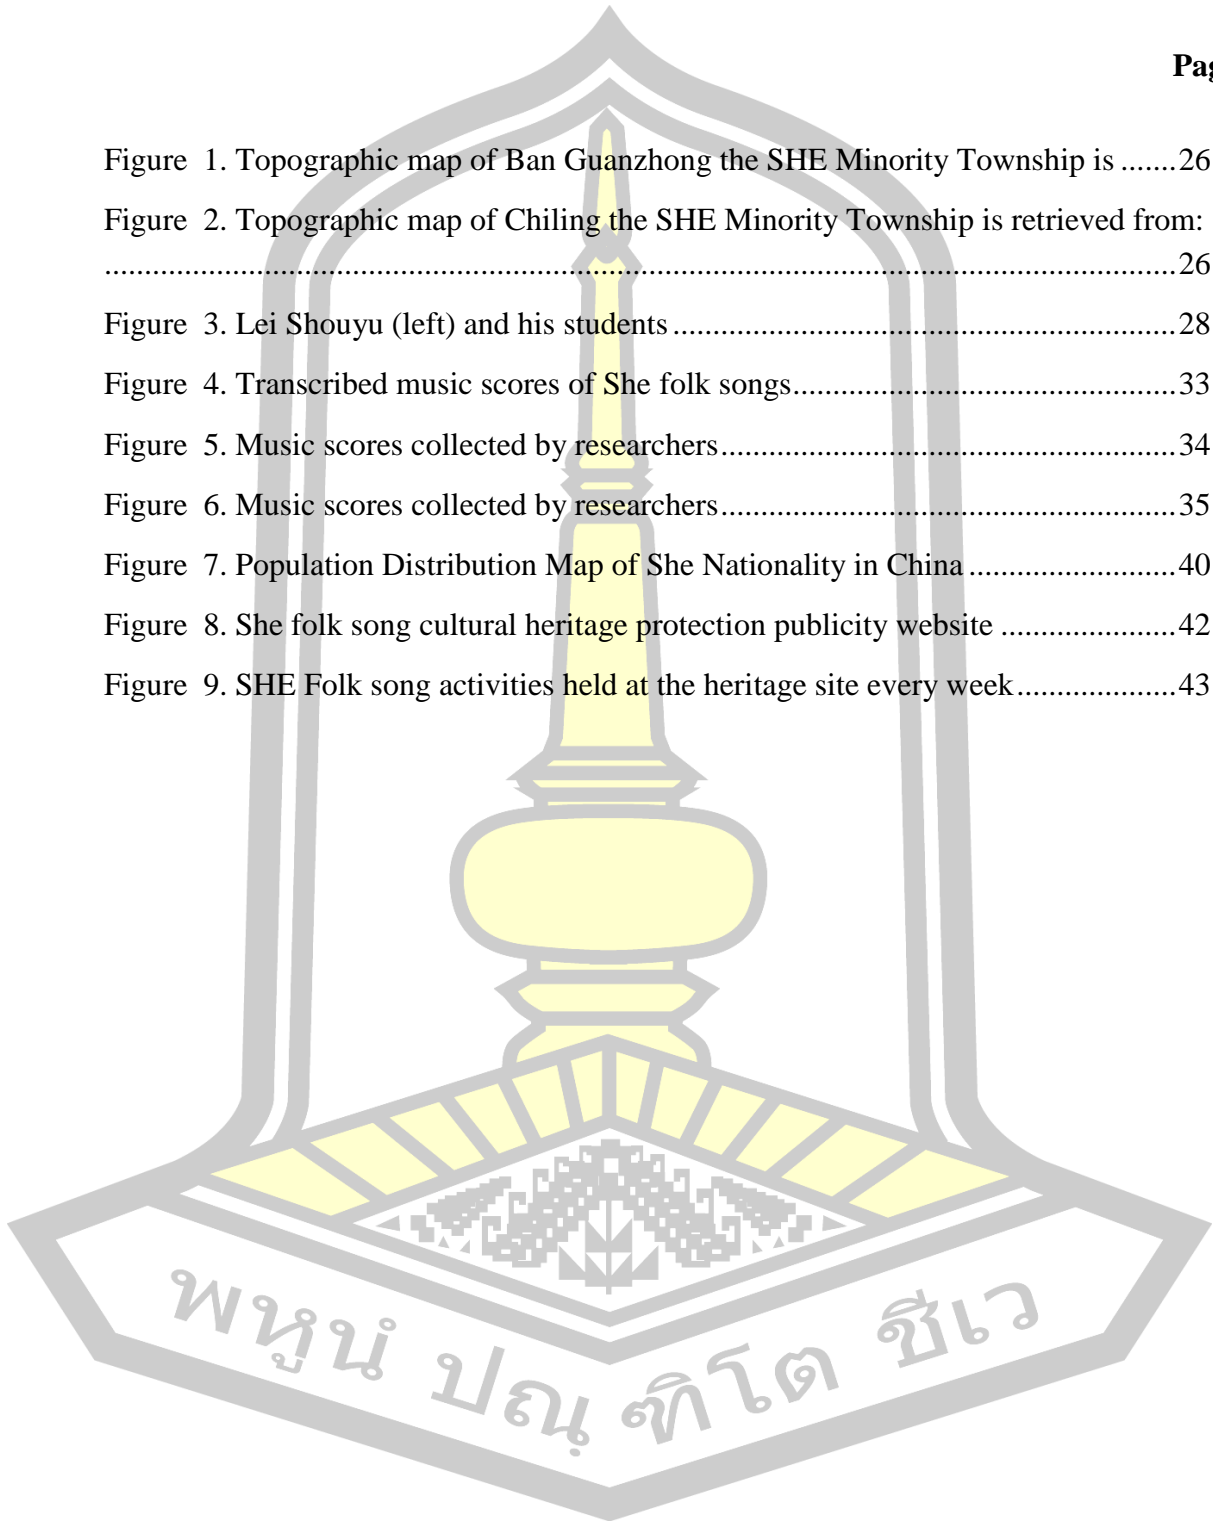 Pag
Figure 1. Topographic map of Ban Guanzhong the SHE Minority Township is .......26
Figure 2. Topographic map of Chiling the SHE Minority Township is retrieved from:
......................................................................................................................................26
Figure 3. Lei Shouyu (left) and his students ...............................................................28
Figure 4. Transcribed music scores of She folk songs................................................33
Figure 5. Music scores collected by researchers.........................................................34
Figure 6. Music scores collected by researchers.........................................................35
Figure 7. Population Distribution Map of She Nationality in China ..........................40
Figure 8. She folk song cultural heritage protection publicity website ......................42
Figure 9. SHE Folk song activities held at the heritage site every week....................43
พหูนํ ปณฺฑิโต ชีเว